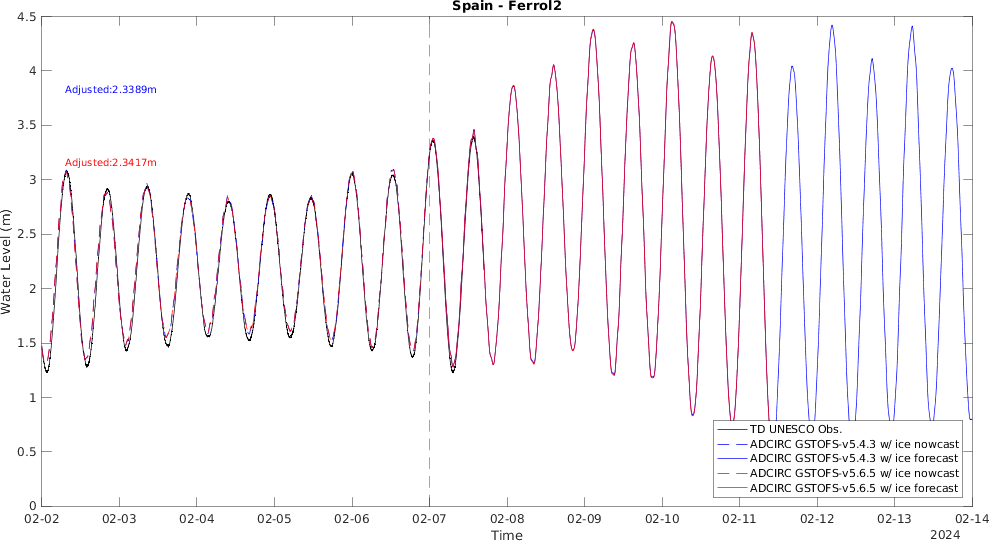 Spain - Ferrol2
4.5
4
3.5
3
2.5
2
1.5
1
0.5
0
Water Level (m)
Adjusted:2.3389m
Adjusted:2.3417m
TD UNESCO Obs.
ADCIRC GSTOFS-v5.4.3 w/ ice nowcast
ADCIRC GSTOFS-v5.4.3 w/ ice forecast
ADCIRC GSTOFS-v5.6.5 w/ ice nowcast
ADCIRC GSTOFS-v5.6.5 w/ ice forecast
02-02 02-03 02-04 02-05 02-06 02-07 02-08 02-09 02-10 02-11 02-12 02-13 02-14
Time
2024